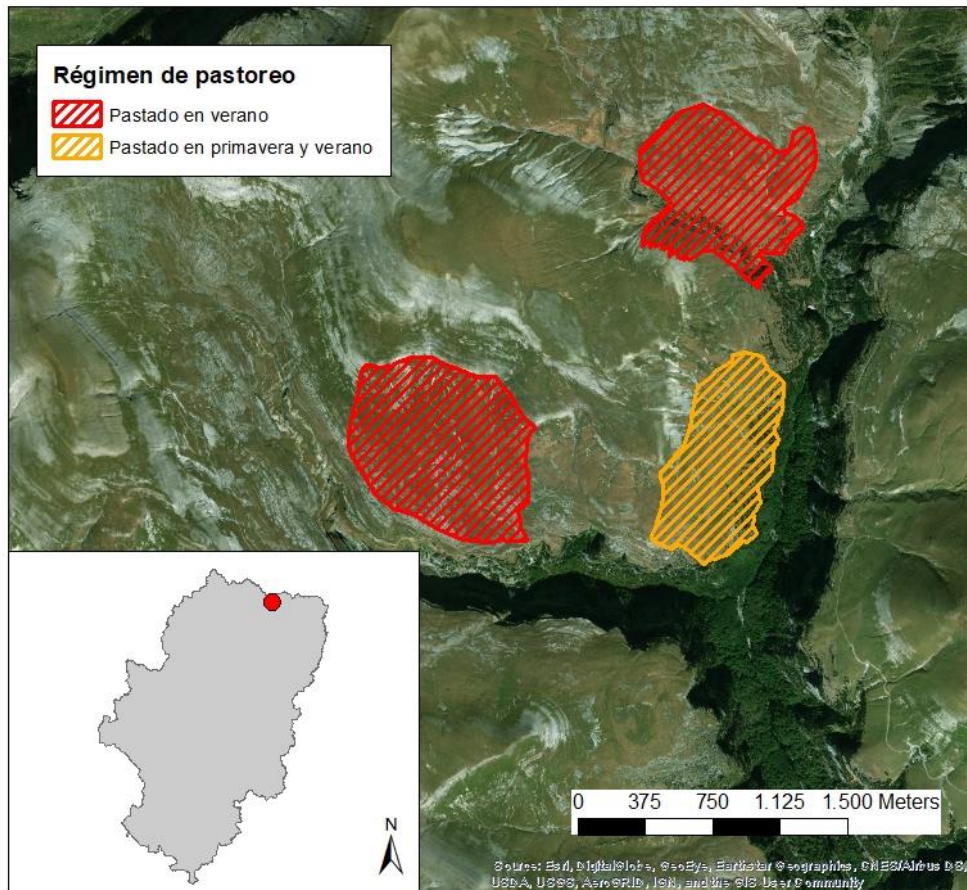 Régimen de pastoreo
Pastado en verano
Pastado en primavera y verano
N
0 375 750 1.125 1.500 Meters
Source: Esri, DigitalGlobe, GeoEye, Earthstar Geographics, CNES/Airbus DS,
USDA, USGS, AeroGRID, IGN, and the GIS User Community